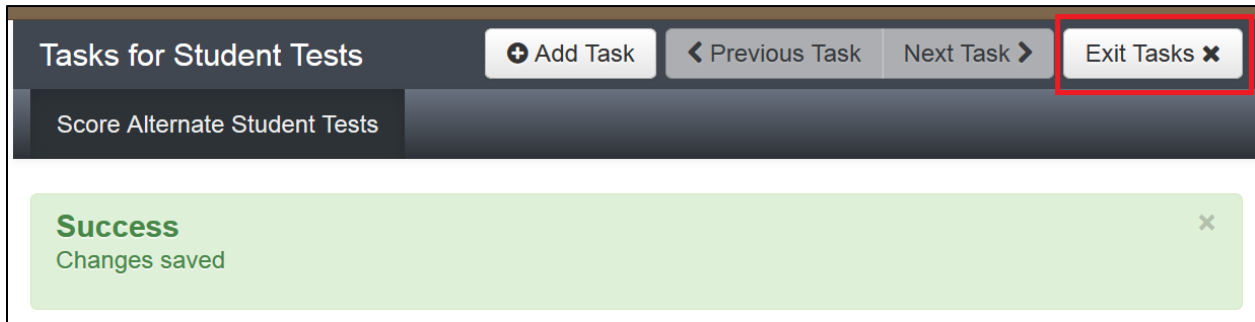 Tasks for Student Tests Add Task Previous Task Next Task Exit Tasks
Score Alternate Student Tests
Success
Changes saved